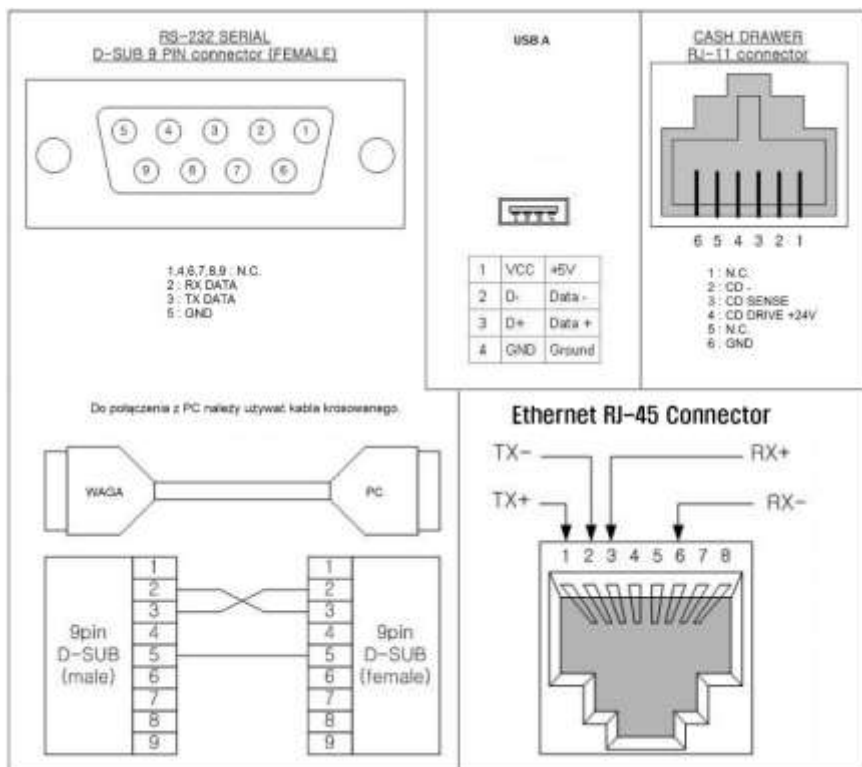 RS-232 SERIAL
D-SUB 9 PIN connector (FEMALE)
5 4 3 2 1
9 8 7 6
1,4,6,7,8,9 : N.C.
2 : RX DATA
3 : TX DATA
5 : GND
USB A
1 VCC +5V
2 D- Data -
3 D+ Data +
4 GND Ground
CASH DRAWER
RJ-11 connector
6 5 4 3 2 1
1 : N.C.
2 : CD -
3 : CD SENSE
4 : CD DRIVE +24V
5 : N.C.
6 : GND
Do połączenia z PC należy używać kabla krosowanego.
WAGA
PC
9pin
D-SUB
(male)
1
2
3
4
5
6
7
8
9
1
2
3
4
5
6
7
8
9
9pin
D-SUB
(female)
Ethernet RJ-45 Connector
TX- RX+
TX+ RX-
1 2 3 4 5 6 7 8